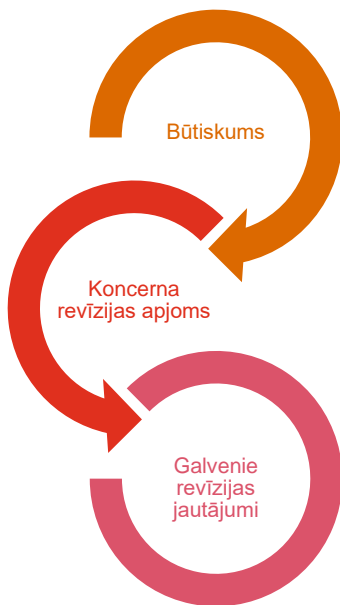 Būtiskums
Koncerna
revīzijas apjoms
Galvenie
revīzijas
jautājumi